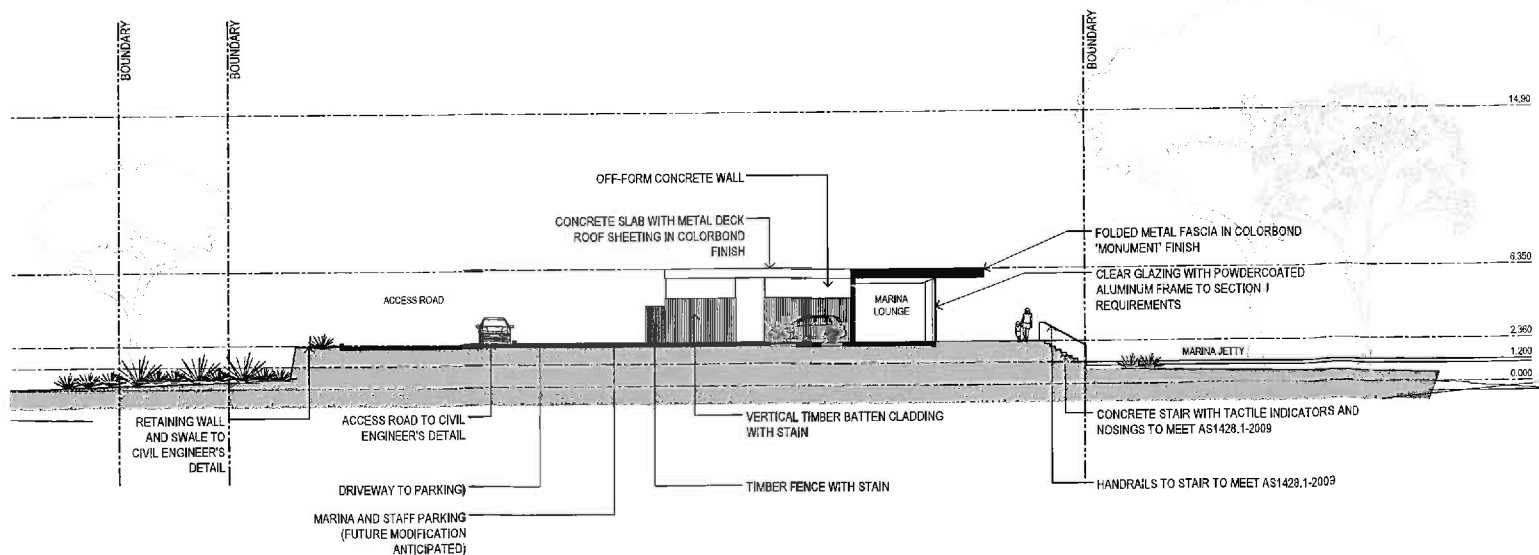 BOUNDARY
BOUNDARY
BOUNDARY
14.90
OFF-FORM CONCRETE WALL
CONCRETE SLAB WITH METAL DECK
ROOF SHEETING IN COLORBOND
FINISH
FOLDED METAL FASCIA IN COLORBOND
'MONUMENT' FINISH
6.350
CLEAR GLAZING WITH POWDERCOATED
ALUMINUM FRAME TO SECTION J
REQUIREMENTS
ACCESS ROAD
MARINA
LOUNGE
2.360
MARINA JETTY
1.200
0.000
RETAINING WALL
AND SWALE TO
CIVIL ENGINEER'S
DETAIL
ACCESS ROAD TO CIVIL
ENGINEER'S DETAIL
VERTICAL TIMBER BATTEN CLADDING
WITH STAIN
CONCRETE STAIR WITH TACTILE INDICATORS AND
NOSINGS TO MEET AS1428.1-2009
DRIVEWAY TO PARKING)
TIMBER FENCE WITH STAIN
HANDRAILS TO STAIR TO MEET AS1428.1-2009
MARINA AND STAFF PARKING
(FUTURE MODIFICATION
ANTICIPATED)